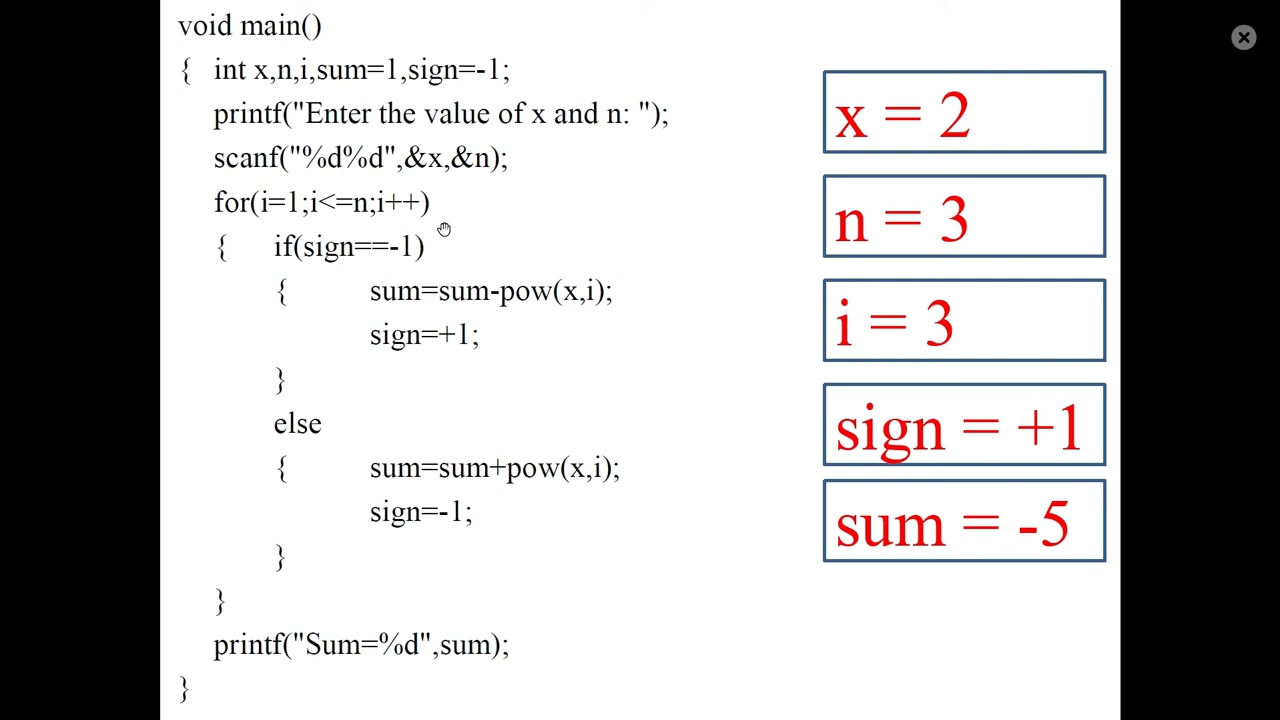 void main()
{ int x,n,i,sum=1,sign=-1;
printf("Enter the value of x and n: ");
scanf("%d%d",&x,&n);
for(i=1;i<=n;i++)
{ if(sign==-1)
{ sum=sum-pow(x,i);
sign=+1;
}
else
{ sum=sum+pow(x,i);
sign=-1;
}
}
printf("Sum=%d",sum);
}
x = 2
n = 3
i = 3
sign = +1
sum = -5